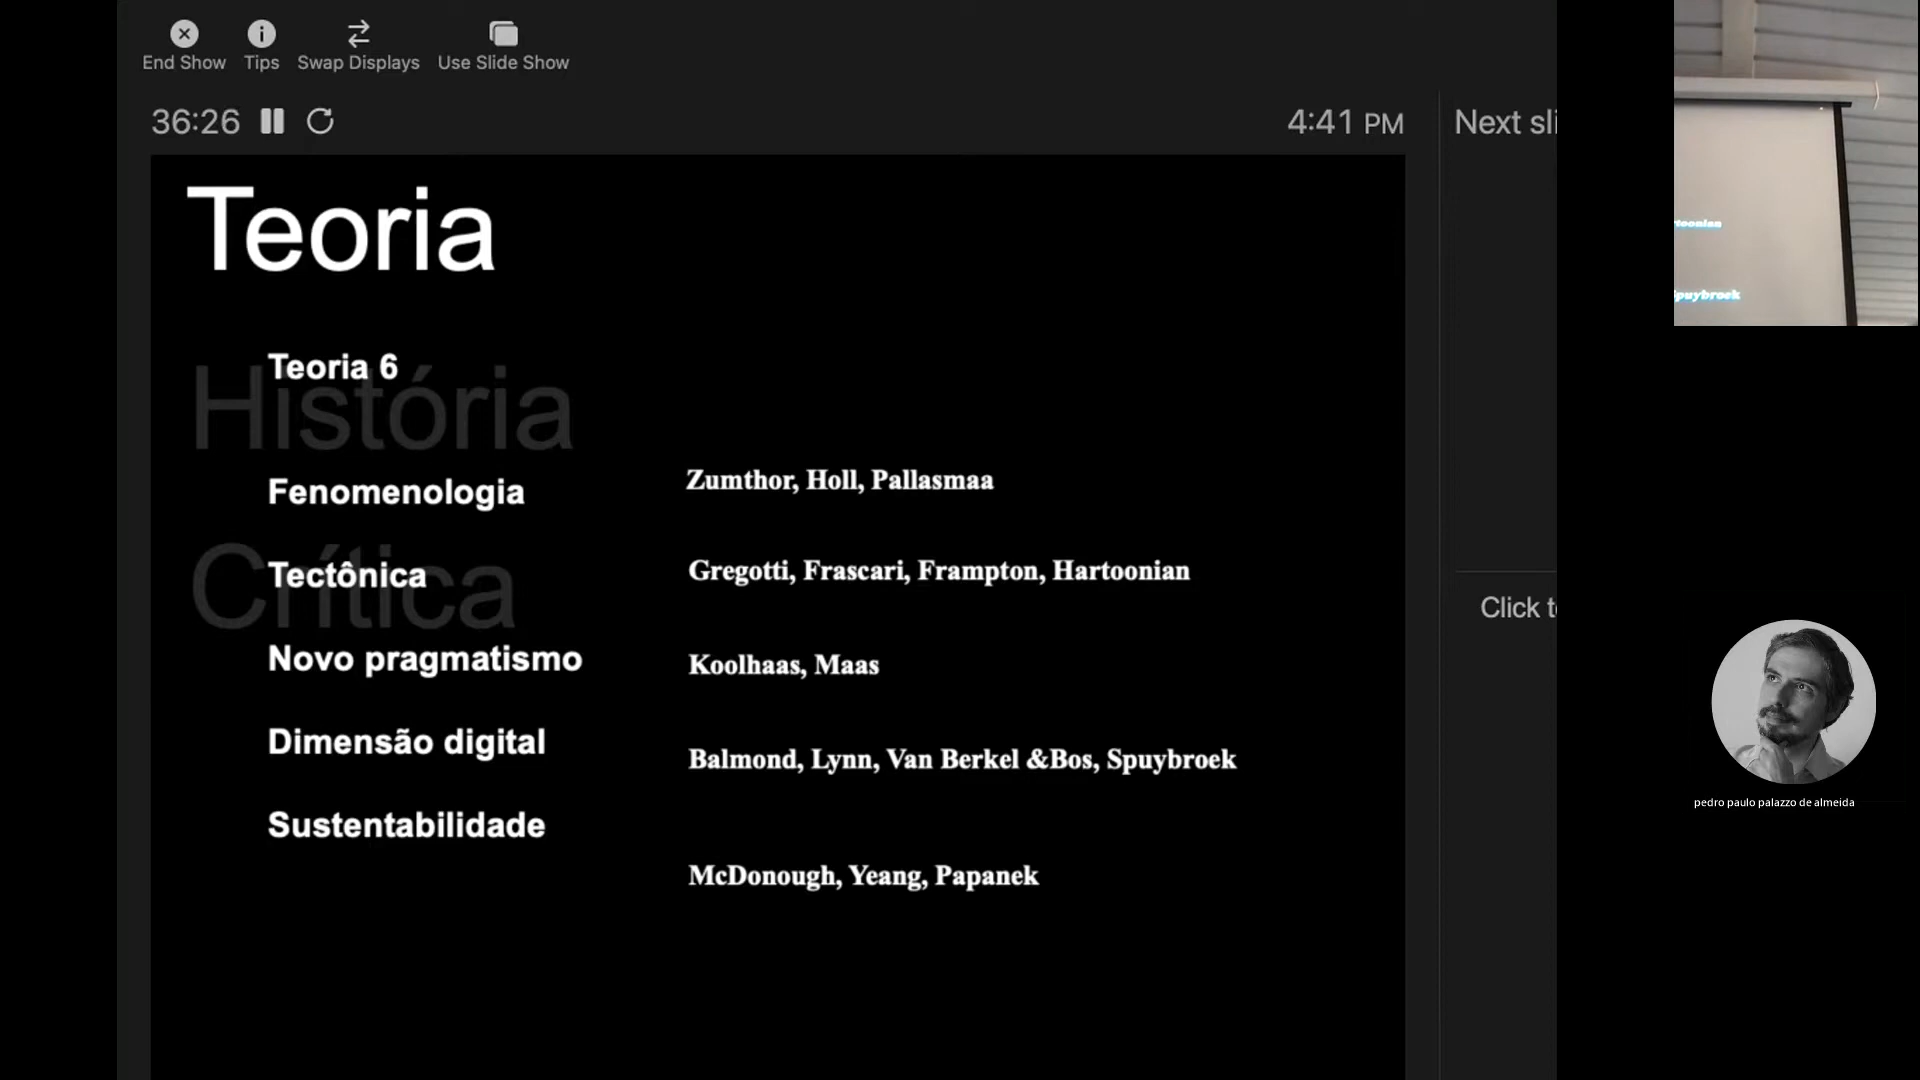 End Show Tips Swap Displays Use Slide Show
36:26 4:41 PM Next sli
Teoria
Teoria 6
História
Fenomenologia Zumthor, Holl, Pallasmaa
Crítica
Tectônica Gregotti, Frascari, Frampton, Hartoonian
Novo pragmatismo Koolhaas, Maas
Dimensão digital Balmond, Lynn, Van Berkel &Bos, Spuybroek
Sustentabilidade
McDonough, Yeang, Papanek
Click t
toonian
Spuybroek
pedro paulo palazzo de almeida